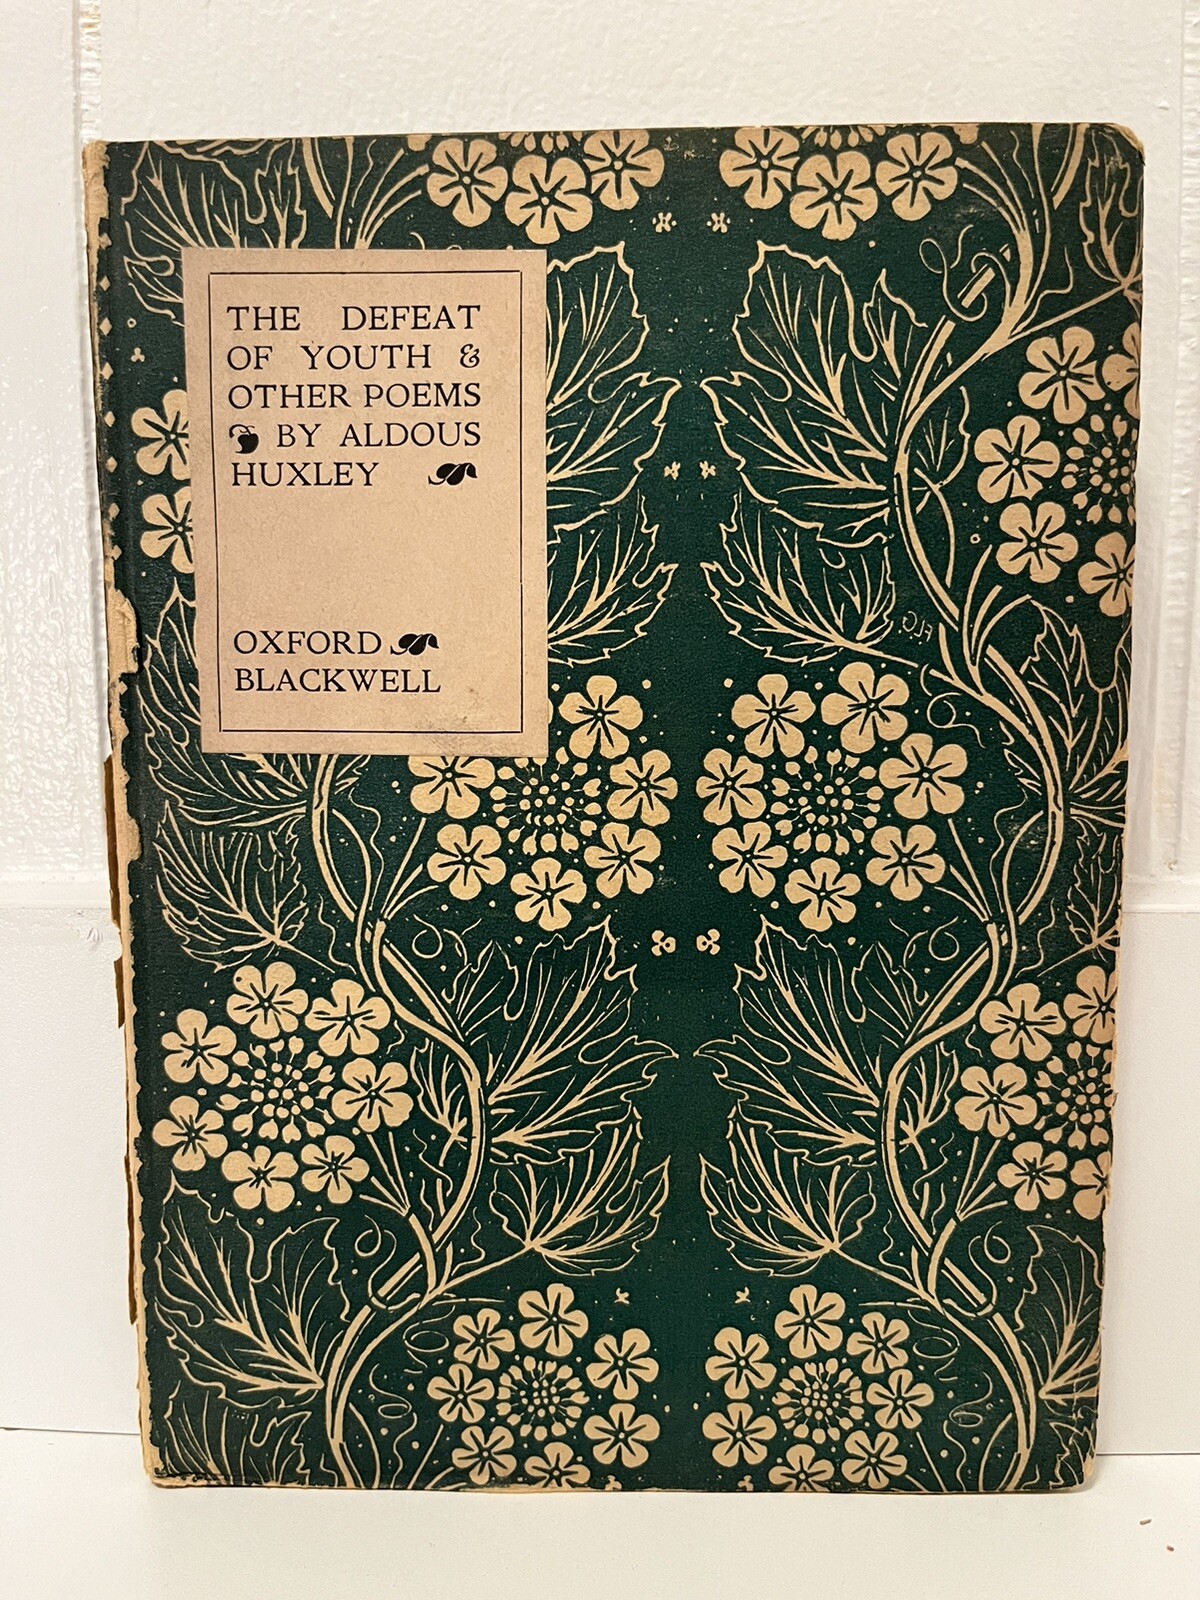 THE DEFEAT
OF YOUTH &
OTHER POEMS
BY ALDOUS
HUXLEY
OXFORD
BLACKWELL